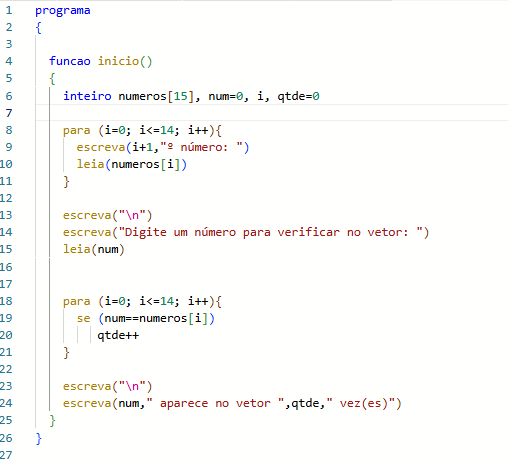 1 programa
2 {
3
4 funcao inicio()
5 {
6 inteiro numeros[15], num=0, i, qtde=0
7
8 para (i=0; i<=14; i++){
9 escreva(i+1,"º número: ")
10 leia(numeros[i])
11 }
12
13 escreva("\n")
14 escreva("Digite um número para verificar no vetor: ")
15 leia(num)
16
17
18 para (i=0; i<=14; i++){
19 se (num==numeros[i])
20 qtde++
21 }
22
23 escreva("\n")
24 escreva(num," aparece no vetor ",qtde," vez(es)")
25 }
26 }
27